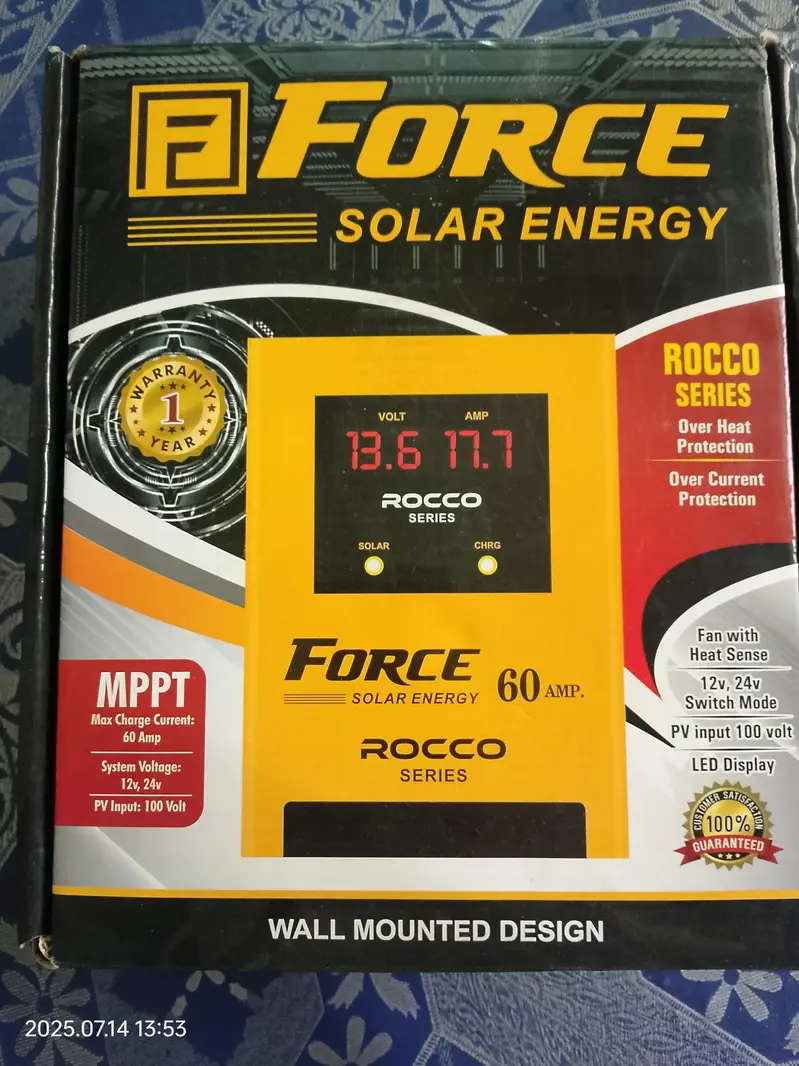 FORCE
SOLAR ENERGY
WARRANTY
1
YEAR
VOLT AMP
13.6 17.7
ROCCO
SERIES
SOLAR CHRG
FORCE
SOLAR ENERGY
60 AMP.
ROCCO
SERIES
ROCCO
SERIES
Over Heat
Protection
Over Current
Protection
MPPT
Max Charge Current:
60 Amp
System Voltage:
12v, 24v
PV Input: 100 Volt
Fan with
Heat Sense
12v, 24v
Switch Mode
PV input 100 volt
LED Display
CUSTOMER SATISFACTION
100%
GUARANTEED
WALL MOUNTED DESIGN
2025.07.14 13:53